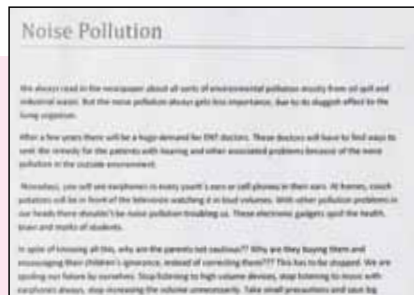 Noise Pollution
We always read in the newspaper about all sorts of environmental pollution mostly from oil spill and
industrial waste. But the noise pollution always gets less importance, due to its sluggish effect to the
living organism.
After a few years there will be a huge demand for ENT doctors. These doctors will have to find ways to
seek the remedy for the patients with hearing and other associated problems because of the noise
pollution in the outside environment.
Nowadays, you will see earphones in every youth's ears or cell phones in their ears. At homes, couch
potatoes will be in front of the television watching it in loud volumes. With other pollution problems in
our heads there shouldn't be noise pollution troubling us. These electronic gadgets spoil the health,
brain and marks of students.
In spite of knowing all this, why are the parents not cautious?? Why are they buying them and
encouraging their children's ignorance, instead of correcting them??? This has to be stopped. We are
spoiling our future by ourselves. Stop listening to high volume devices, stop listening to music with
earphones always, stop increasing the volume unnecessarily. Take small precautions and save big